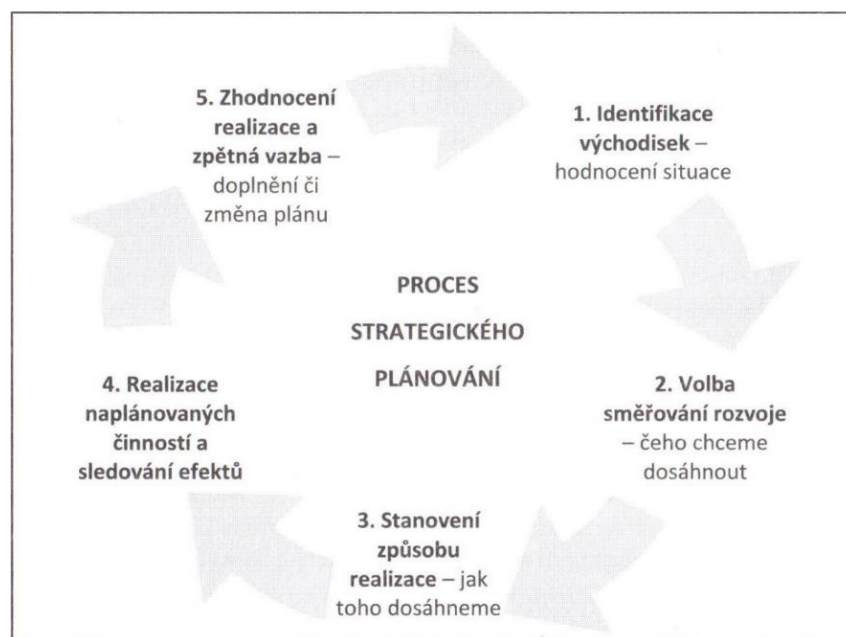 1. Identifikace
východisek –
hodnocení situace
2. Volba
směřování rozvoje
– čeho chceme
dosáhnout
3. Stanovení
způsobu
realizace – jak
toho dosáhneme
4. Realizace
naplánovaných
činností a
sledování efektů
5. Zhodnocení
realizace a
zpětná vazba –
doplnění či
změna plánu
PROCES
STRATEGICKÉHO
PLÁNOVÁNÍ